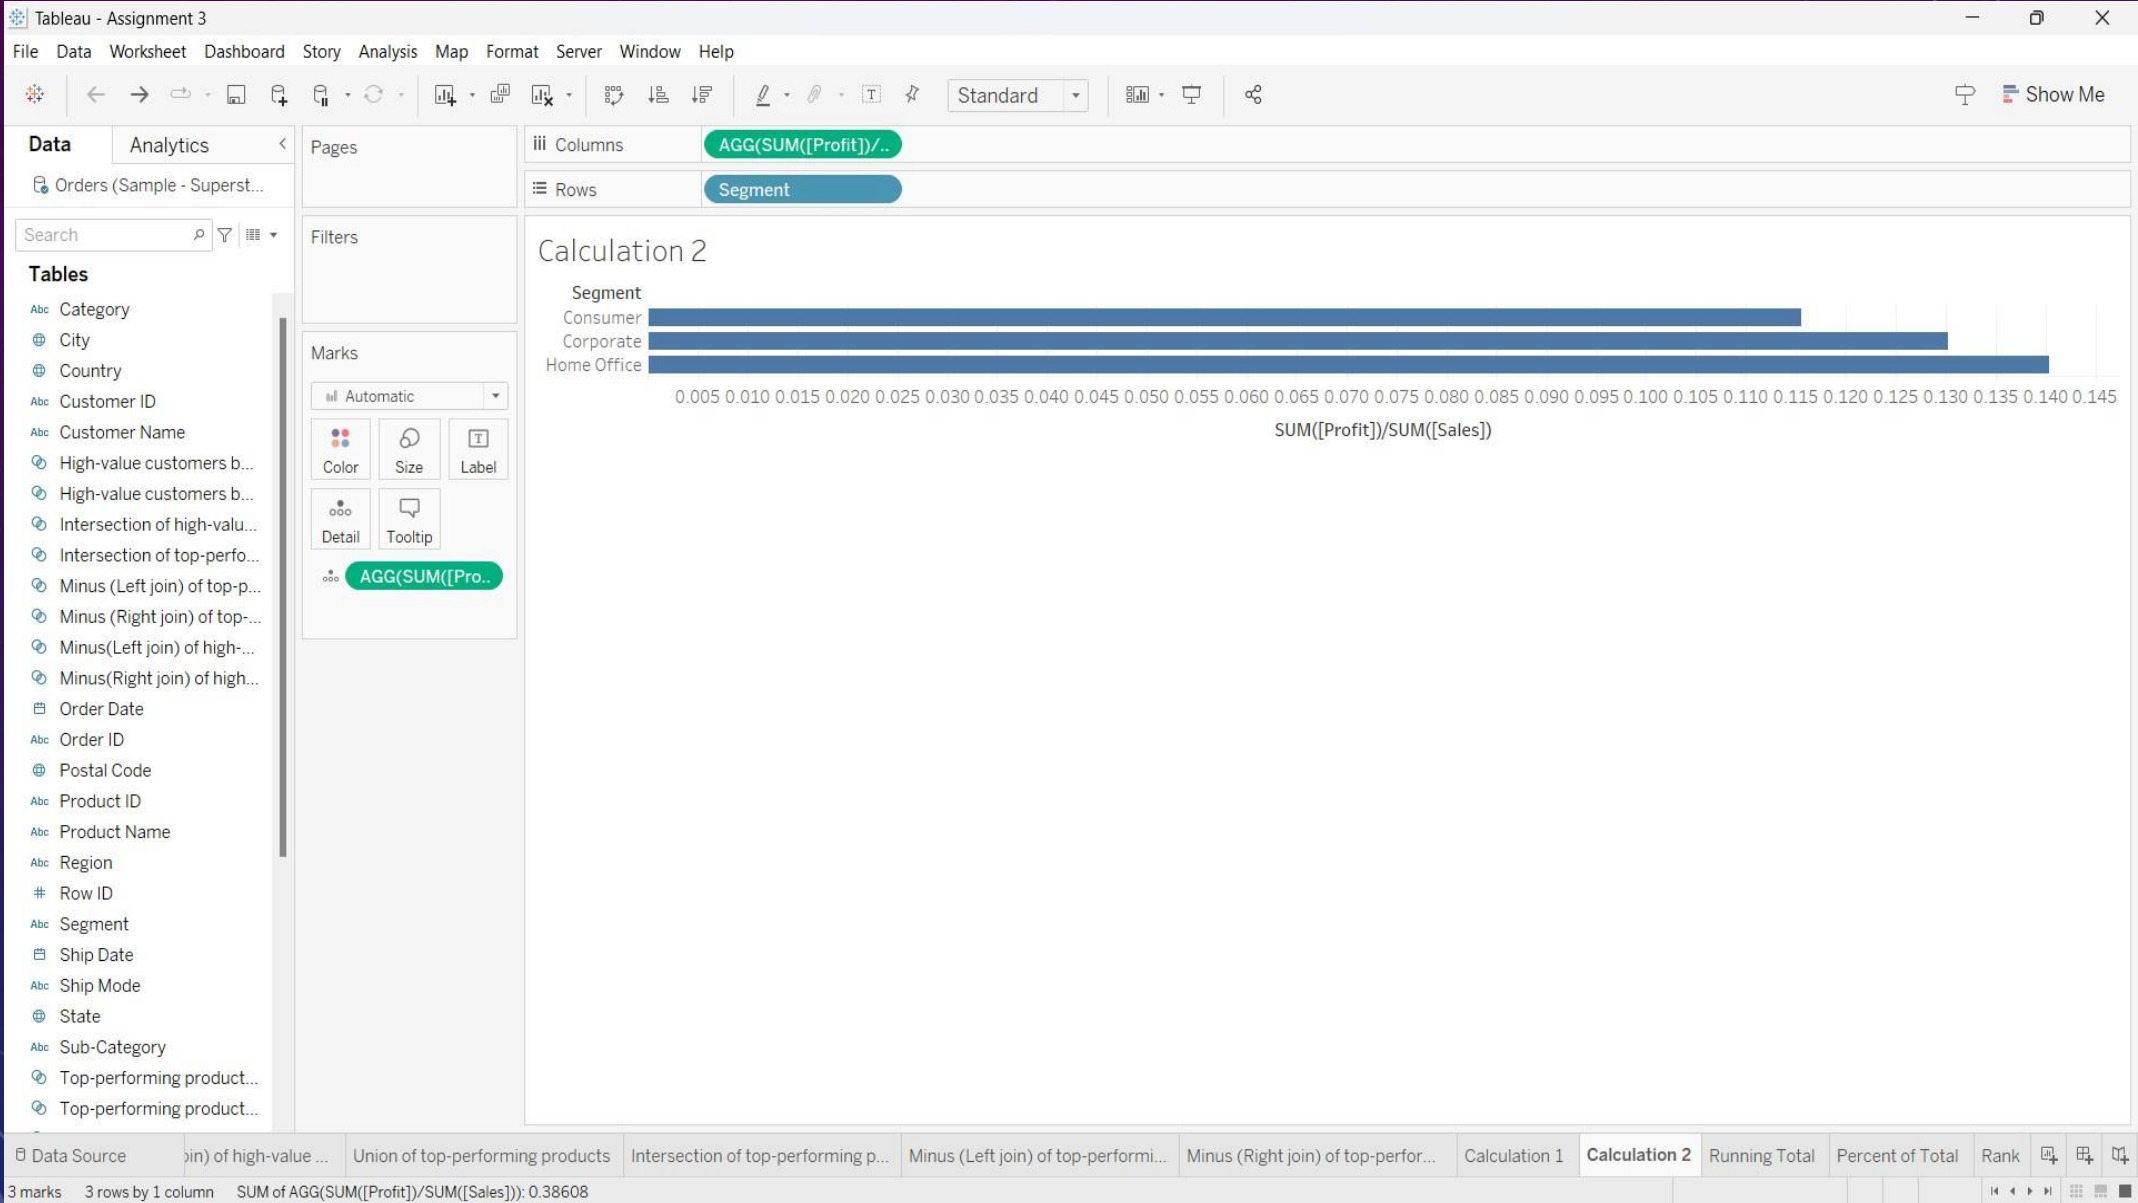 Tableau - Assignment 3
File Data Worksheet Dashboard Story Analysis Map Format Server Window Help
Standard
Show Me
Data
Analytics
Orders (Sample - Superst...
Search
Tables
Abc Category
City
Country
Abc Customer ID
Abc Customer Name
High-value customers b...
High-value customers b...
Intersection of high-valu...
Intersection of top-perfo...
Minus (Left join) of top-p...
Minus (Right join) of top-...
Minus(Left join) of high-...
Minus(Right join) of high...
Order Date
Abc Order ID
Postal Code
Abc Product ID
Abc Product Name
Abc Region
# Row ID
Abc Segment
Ship Date
Abc Ship Mode
State
Abc Sub-Category
Top-performing product...
Top-performing product...
Pages
Filters
Marks
Automatic
Color Size Label
Detail Tooltip
AGG(SUM([Pro..
Columns AGG(SUM([Profit])/..
Rows Segment
Calculation 2
Segment
Consumer
Corporate
Home Office
0.005 0.010 0.015 0.020 0.025 0.030 0.035 0.040 0.045 0.050 0.055 0.060 0.065 0.070 0.075 0.080 0.085 0.090 0.095 0.100 0.105 0.110 0.115 0.120 0.125 0.130 0.135 0.140 0.145
SUM([Profit])/SUM([Sales])
Data Source
in) of high-value ... Union of top-performing products Intersection of top-performing p... Minus (Left join) of top-performi... Minus (Right join) of top-perfor... Calculation 1 Calculation 2 Running Total Percent of Total Rank
3 marks 3 rows by 1 column SUM of AGG(SUM([Profit])/SUM([Sales])): 0.38608